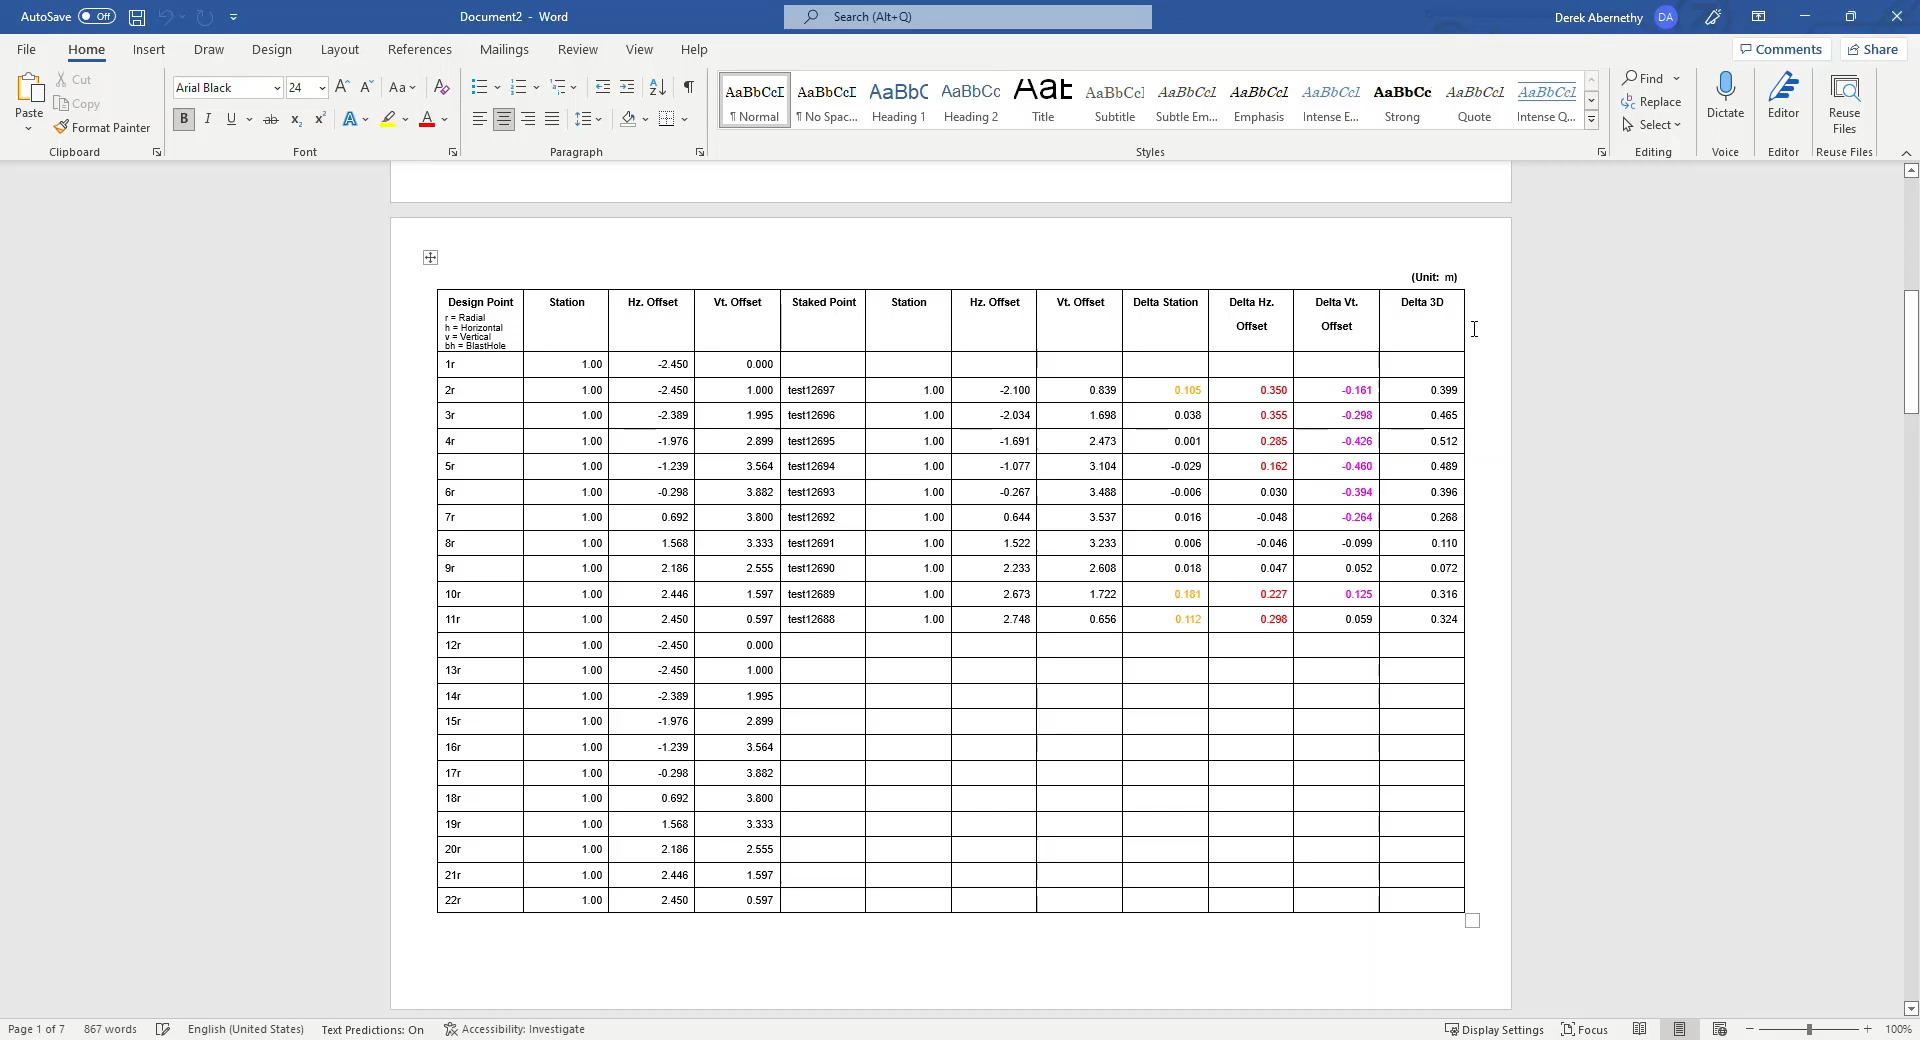 AutoSave Off Document2 - Word Search (Alt+Q) Derek Abernethy DA
File Home Insert Draw Design Layout References Mailings Review View Help Comments Share
Paste Cut Copy Format Painter Clipboard
Arial Black 24 Font
Paragraph
AaBbCcI AaBbCcI AaBbC AaBbCc Aat AaBbCcl AaBbCcl AaBbCcl AaBbCcl AaBbCc AaBbCcl AaBbCcl
¶ Normal ¶ No Spac... Heading 1 Heading 2 Title Subtitle Subtle Em... Emphasis Intense E... Strong Quote Intense Q...
Styles
Find Replace Select Editing
Dictate Voice
Editor Editor
Reuse Files Reuse Files
(Unit: m)
Design Point Station Hz. Offset Vt. Offset Staked Point Station Hz. Offset Vt. Offset Delta Station Delta Hz. Offset Delta Vt. Offset Delta 3D
r = Radial
h = Horizontal
v = Vertical
bh = BlastHole
1r 1.00 -2.450 0.000
2r 1.00 -2.450 1.000 test12697 1.00 -2.100 0.839 0.105 0.350 -0.161 0.399
3r 1.00 -2.389 1.995 test12696 1.00 -2.034 1.698 0.038 0.355 -0.298 0.465
4r 1.00 -1.976 2.899 test12695 1.00 -1.691 2.473 0.001 0.285 -0.426 0.512
5r 1.00 -1.239 3.564 test12694 1.00 -1.077 3.104 -0.029 0.162 -0.460 0.489
6r 1.00 -0.298 3.882 test12693 1.00 -0.267 3.488 -0.006 0.030 -0.394 0.396
7r 1.00 0.692 3.800 test12692 1.00 0.644 3.537 0.016 -0.048 -0.264 0.268
8r 1.00 1.568 3.333 test12691 1.00 1.522 3.233 0.006 -0.046 -0.099 0.110
9r 1.00 2.186 2.555 test12690 1.00 2.233 2.608 0.018 0.047 0.052 0.072
10r 1.00 2.446 1.597 test12689 1.00 2.673 1.722 0.181 0.227 0.125 0.316
11r 1.00 2.450 0.597 test12688 1.00 2.748 0.656 0.112 0.298 0.059 0.324
12r 1.00 -2.450 0.000
13r 1.00 -2.450 1.000
14r 1.00 -2.389 1.995
15r 1.00 -1.976 2.899
16r 1.00 -1.239 3.564
17r 1.00 -0.298 3.882
18r 1.00 0.692 3.800
19r 1.00 1.568 3.333
20r 1.00 2.186 2.555
21r 1.00 2.446 1.597
22r 1.00 2.450 0.597
Page 1 of 7 867 words English (United States) Text Predictions: On Accessibility: Investigate Display Settings Focus 100%